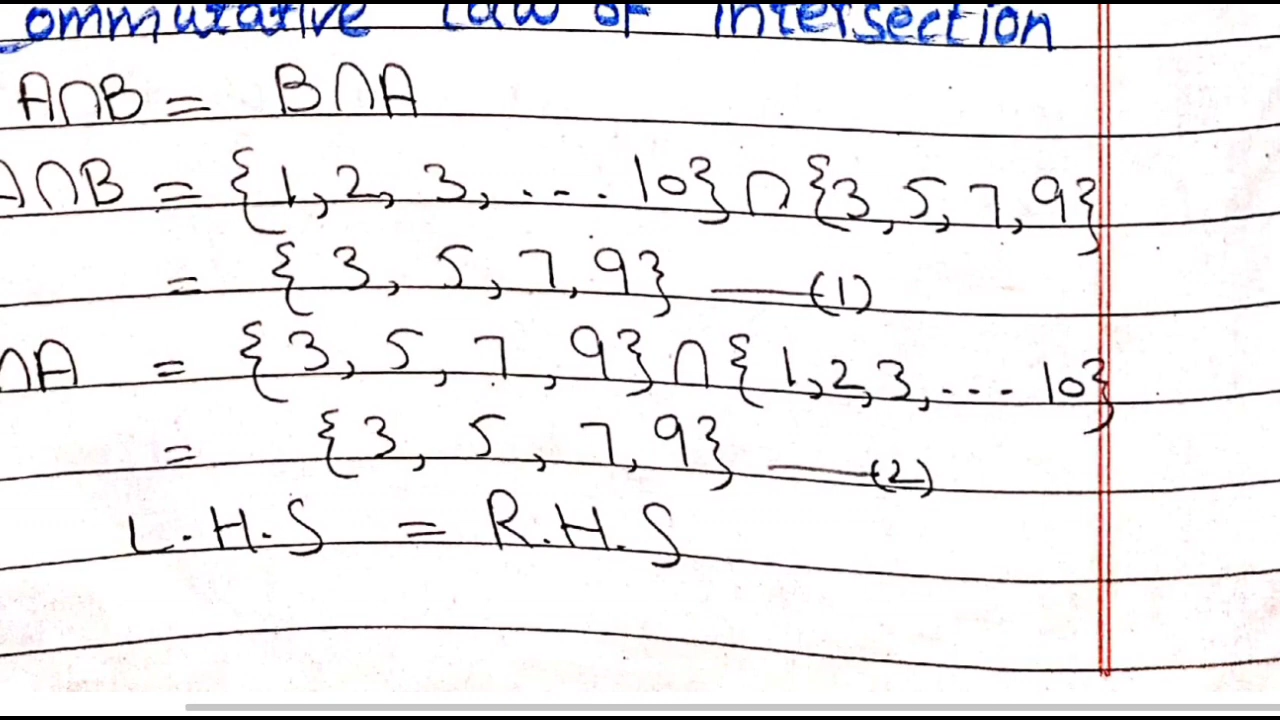 Commutative Law of Intersection
A∩B = B∩A
A∩B = {1,2, 3, .... 10} ∩ {3, 5, 7, 9}
= {3, 5, 7, 9} —— (1)
∩A = {3, 5, 7, 9} ∩ {1,2,3, .... 10}
= {3, 5, 7, 9} —— (2)
L.H.S = R.H.S